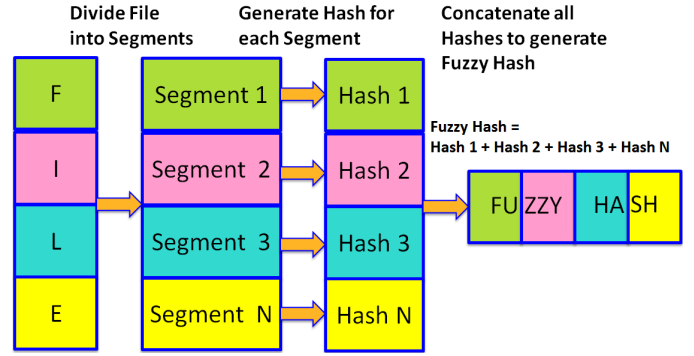 Divide File
into Segments
Generate Hash for
each Segment
Concatenate all
Hashes to generate
Fuzzy Hash
F
I
L
E
Segment 1
Segment 2
Segment 3
Segment N
Hash 1
Hash 2
Hash 3
Hash N
Fuzzy Hash =
Hash 1 + Hash 2 + Hash 3 + Hash N
FU ZZY HA SH